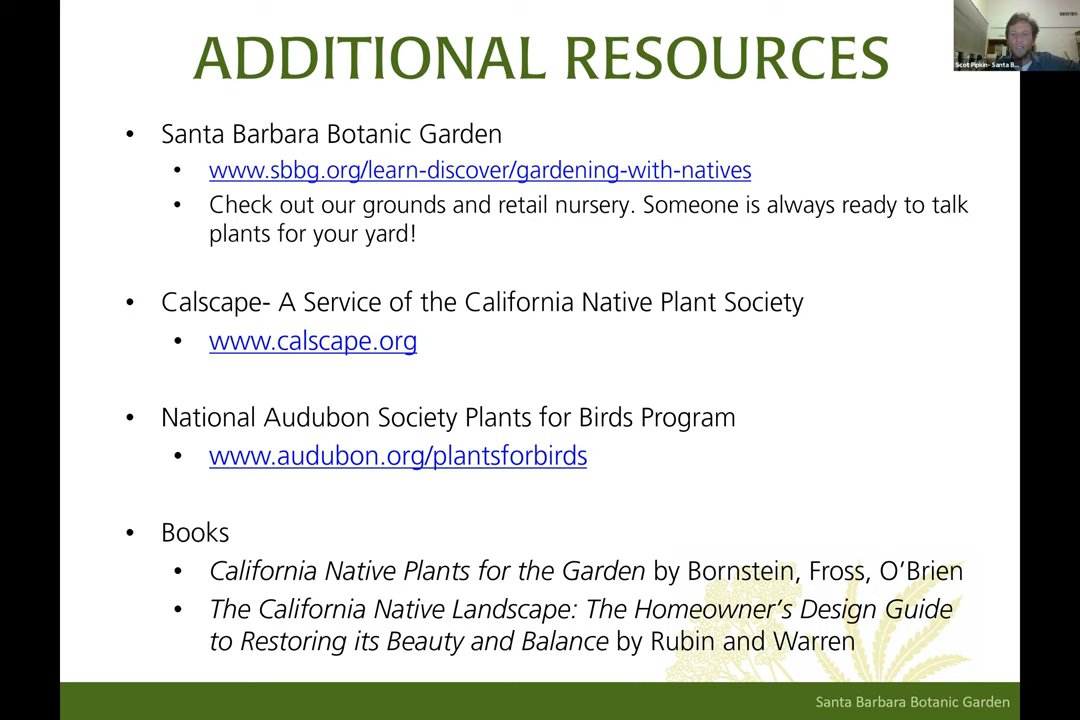 ADDITIONAL RESOURCES
Scot Pipkin- Santa B...
• Santa Barbara Botanic Garden
• www.sbbg.org/learn-discover/gardening-with-natives
• Check out our grounds and retail nursery. Someone is always ready to talk
plants for your yard!
• Calscape- A Service of the California Native Plant Society
• www.calscape.org
• National Audubon Society Plants for Birds Program
• www.audubon.org/plantsforbirds
• Books
• California Native Plants for the Garden by Bornstein, Fross, O’Brien
• The California Native Landscape: The Homeowner’s Design Guide
to Restoring its Beauty and Balance by Rubin and Warren
Santa Barbara Botanic Garden